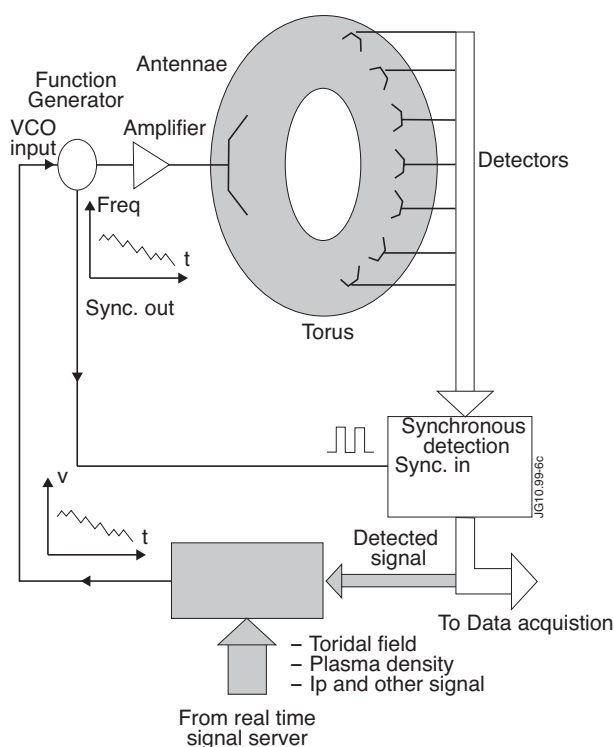 Antennae
Function
Generator
VCO
input
Amplifier
Detectors
Freq
t
Sync. out
Torus
Synchronous
detection
Sync. in
JG10.99-6c
v
t
Detected
signal
To Data acquistion
– Toridal field
– Plasma density
– Ip and other signal
From real time
signal server